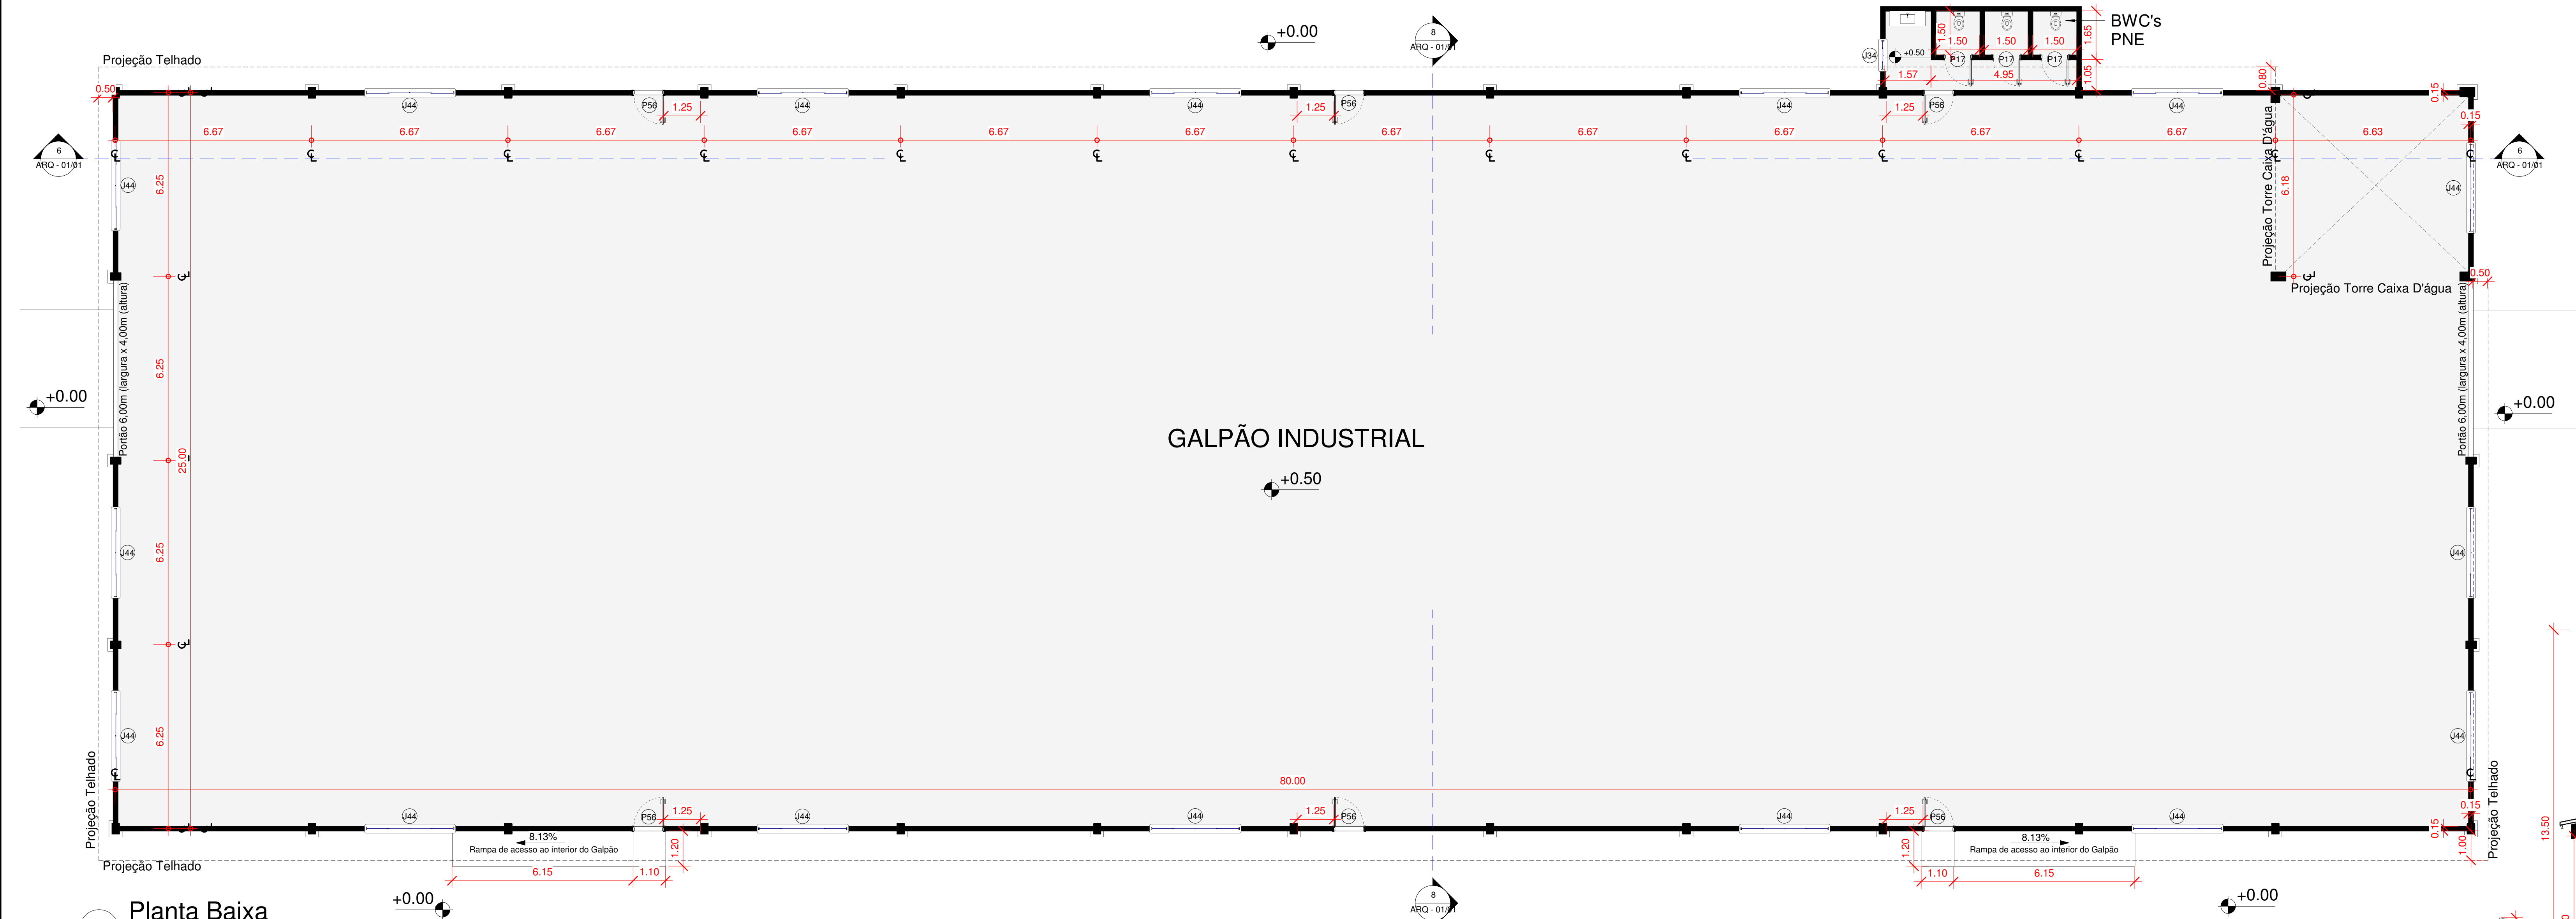 BWC's
PNE
+0.00
8
ARQ - 01/01
1.50
1.50
1.50
1.50
1.65
J34
+0.50
P17
P17
P17
1.57
4.95
1.05
0.80
Projeção Telhado
0.50
J44
P56
1.25
J44
J44
1.25
P56
J44
1.25
P56
J44
0.15
0.15
6.67
6.67
6.67
6.67
6.67
6.67
6.67
6.67
6.67
6.67
6.67
6.63
6
ARQ - 01/01
6
ARQ - 01/01
J44
6.25
Projeção Torre Caixa D'água
6.18
J44
0.50
Projeção Torre Caixa D'água
Portão 6,00m (largura x 4,00m (altura)
6.25
Portão 6,00m (largura x 4,00m (altura)
+0.00
+0.00
GALPÃO INDUSTRIAL
25.00
+0.50
J44
6.25
J44
J44
6.25
J44
80.00
Projeção Telhado
Projeção Telhado
J44
P56
1.25
J44
J44
1.25
P56
J44
1.25
P56
J44
0.15
0.15
1.00
13.50
8.13%
Rampa de acesso ao interior do Galpão
1.20
1.20
8.13%
Rampa de acesso ao interior do Galpão
Projeção Telhado
6.15
1.10
1.10
6.15
+0.00
8
ARQ - 01/01
+0.00
Planta Baixa